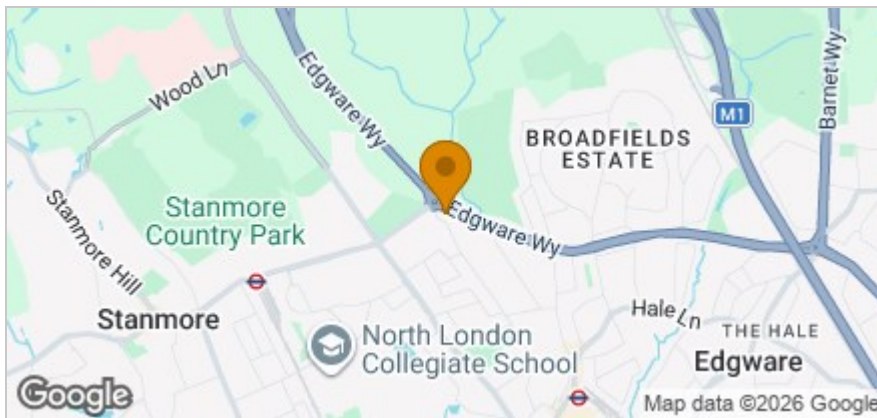 Wood Ln
Edgware Wy
M1
Barnet Wy
BROADFIELDS
ESTATE
Stanmore
Country Park
Stanmore Hill
Edgware Wy
Stanmore
North London
Collegiate School
Hale Ln
THE HALE
Edgware
Google
Map data ©2026 Google